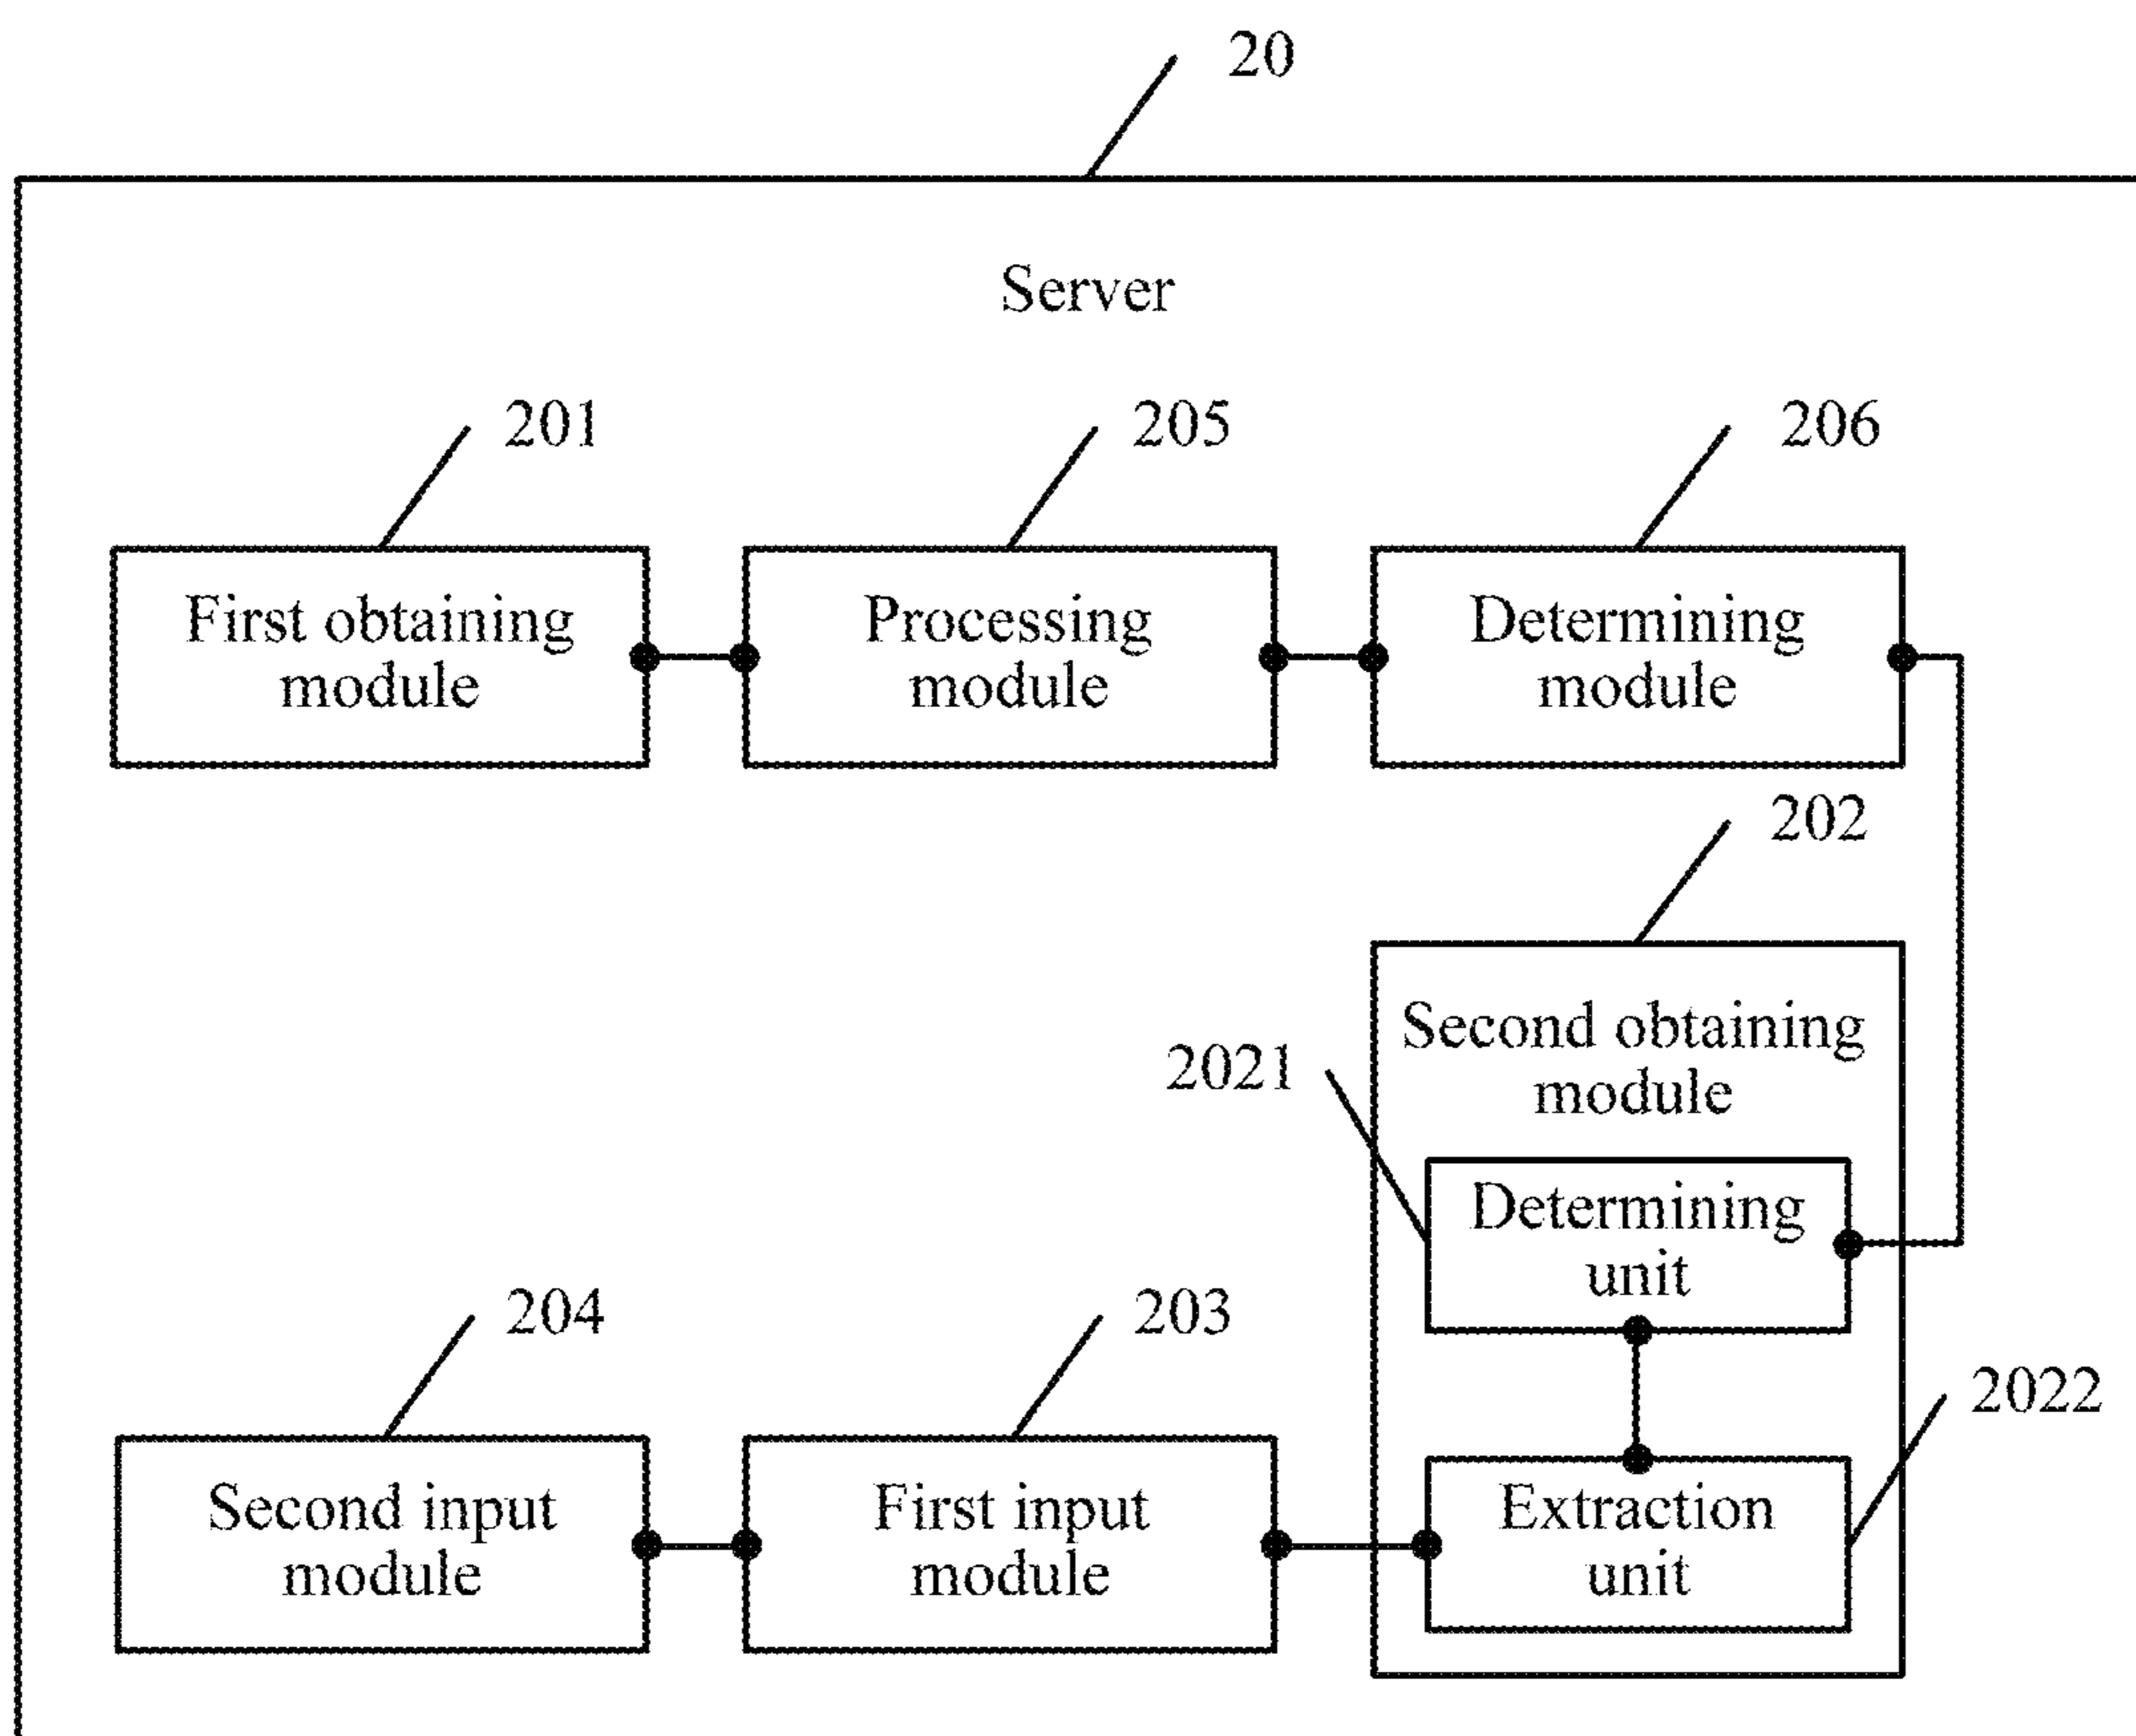 20
Server
201
205
206
First obtaining
module
Processing
module
Determining
module
202
Second obtaining
module
2021
Determining
unit
204
203
2022
Second input
module
First input
module
Extraction
unit